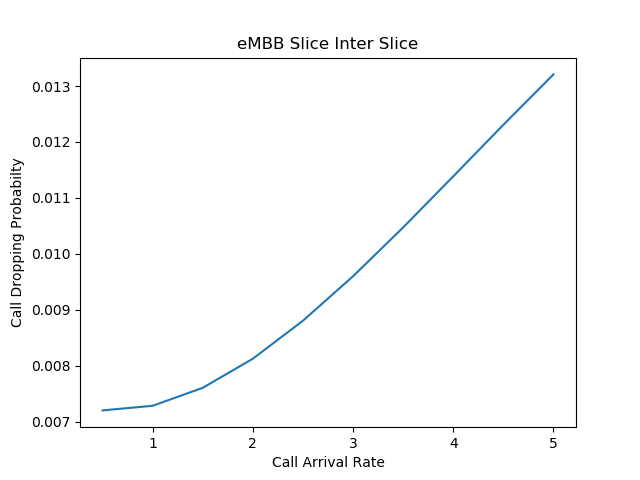 eMBB Slice Inter Slice
0.013
0.012
0.011
0.010
0.009
0.008
0.007
Call Dropping Probabilty
1 2 3 4 5
Call Arrival Rate